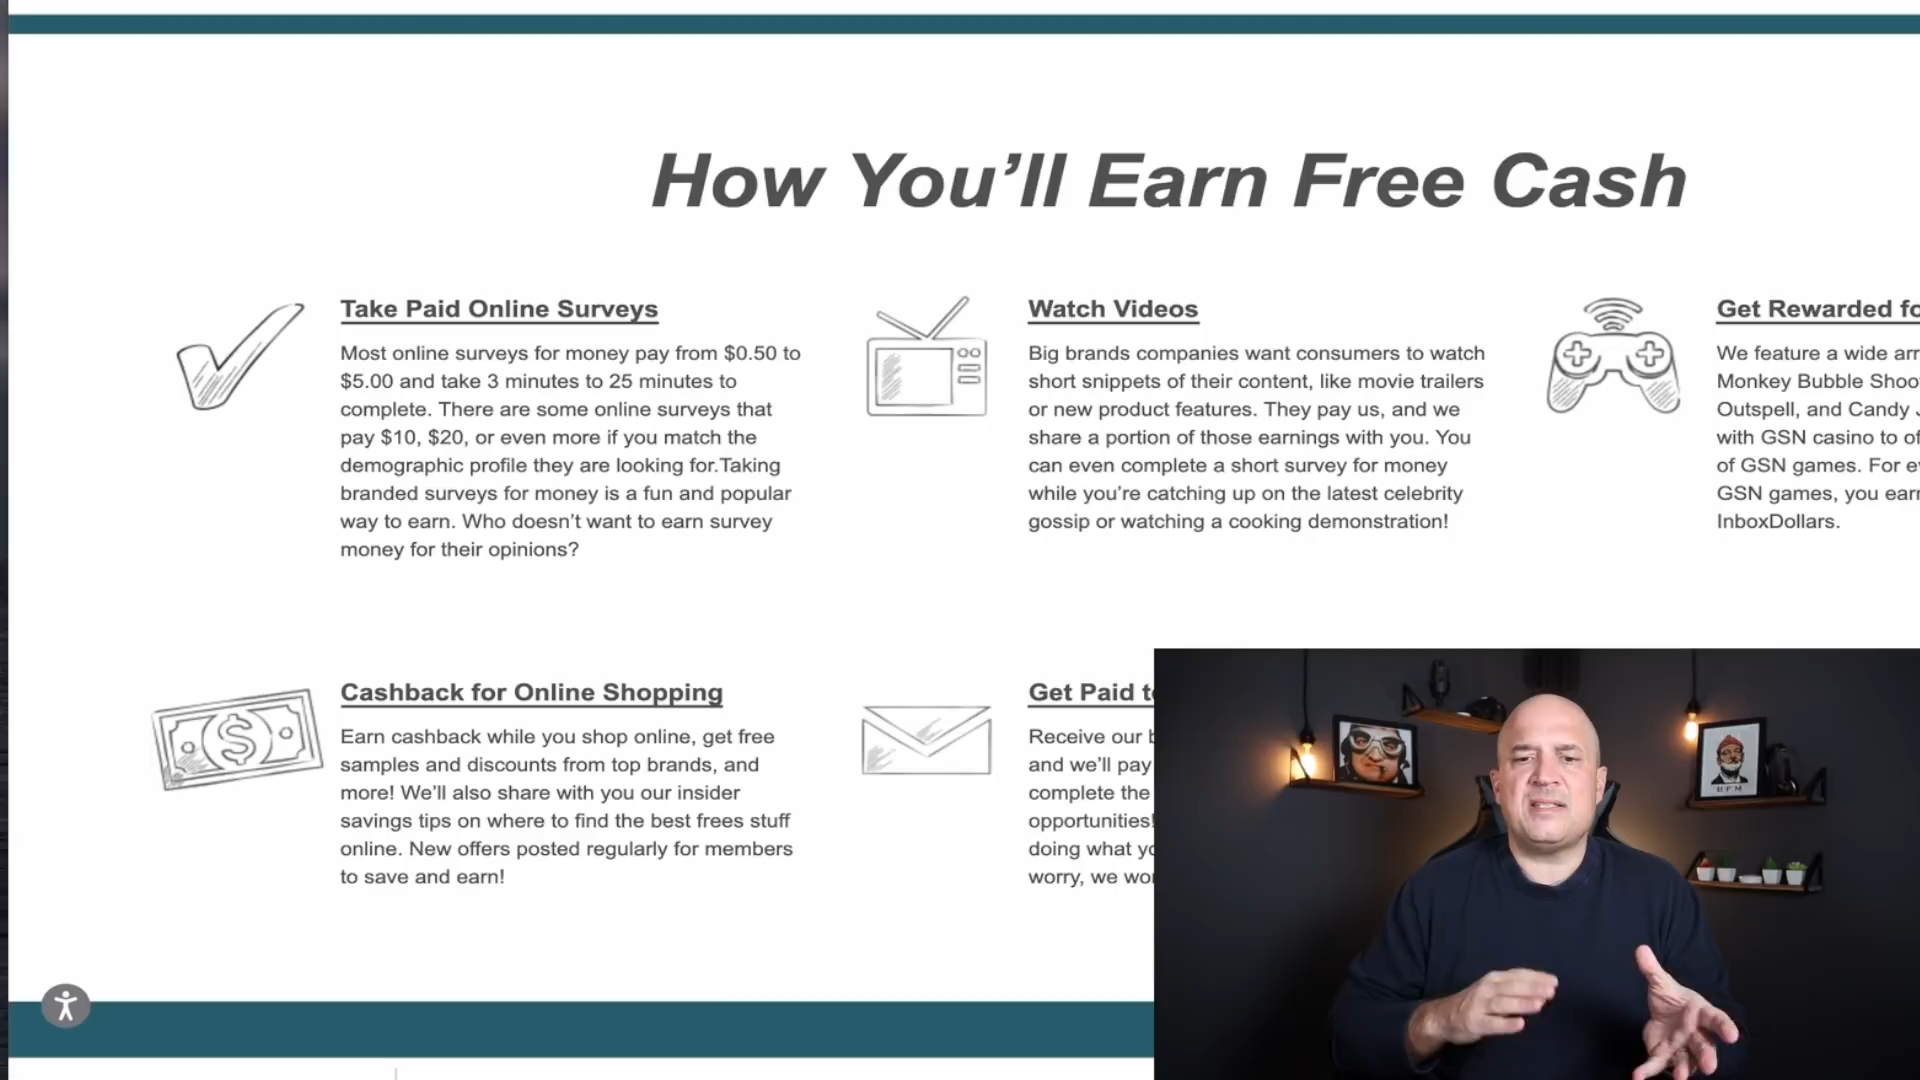 How You’ll Earn Free Cash
Take Paid Online Surveys
Most online surveys for money pay from $0.50 to
$5.00 and take 3 minutes to 25 minutes to
complete. There are some online surveys that
pay $10, $20, or even more if you match the
demographic profile they are looking for.Taking
branded surveys for money is a fun and popular
way to earn. Who doesn’t want to earn survey
money for their opinions?
Watch Videos
Big brands companies want consumers to watch
short snippets of their content, like movie trailers
or new product features. They pay us, and we
share a portion of those earnings with you. You
can even complete a short survey for money
while you’re catching up on the latest celebrity
gossip or watching a cooking demonstration!
Get Rewarded
We feature a wide
Monkey Bubble
Outspell, and Candy
with GSN casino to
of GSN games. For
GSN games, you
InboxDollars.
Cashback for Online Shopping
Earn cashback while you shop online, get free
samples and discounts from top brands, and
more! We’ll also share with you our insider
savings tips on where to find the best frees stuff
online. New offers posted regularly for members
to save and earn!
Get Paid
Receive our
and we’ll pay
complete the
opportunities!
doing what
worry, we
BFM